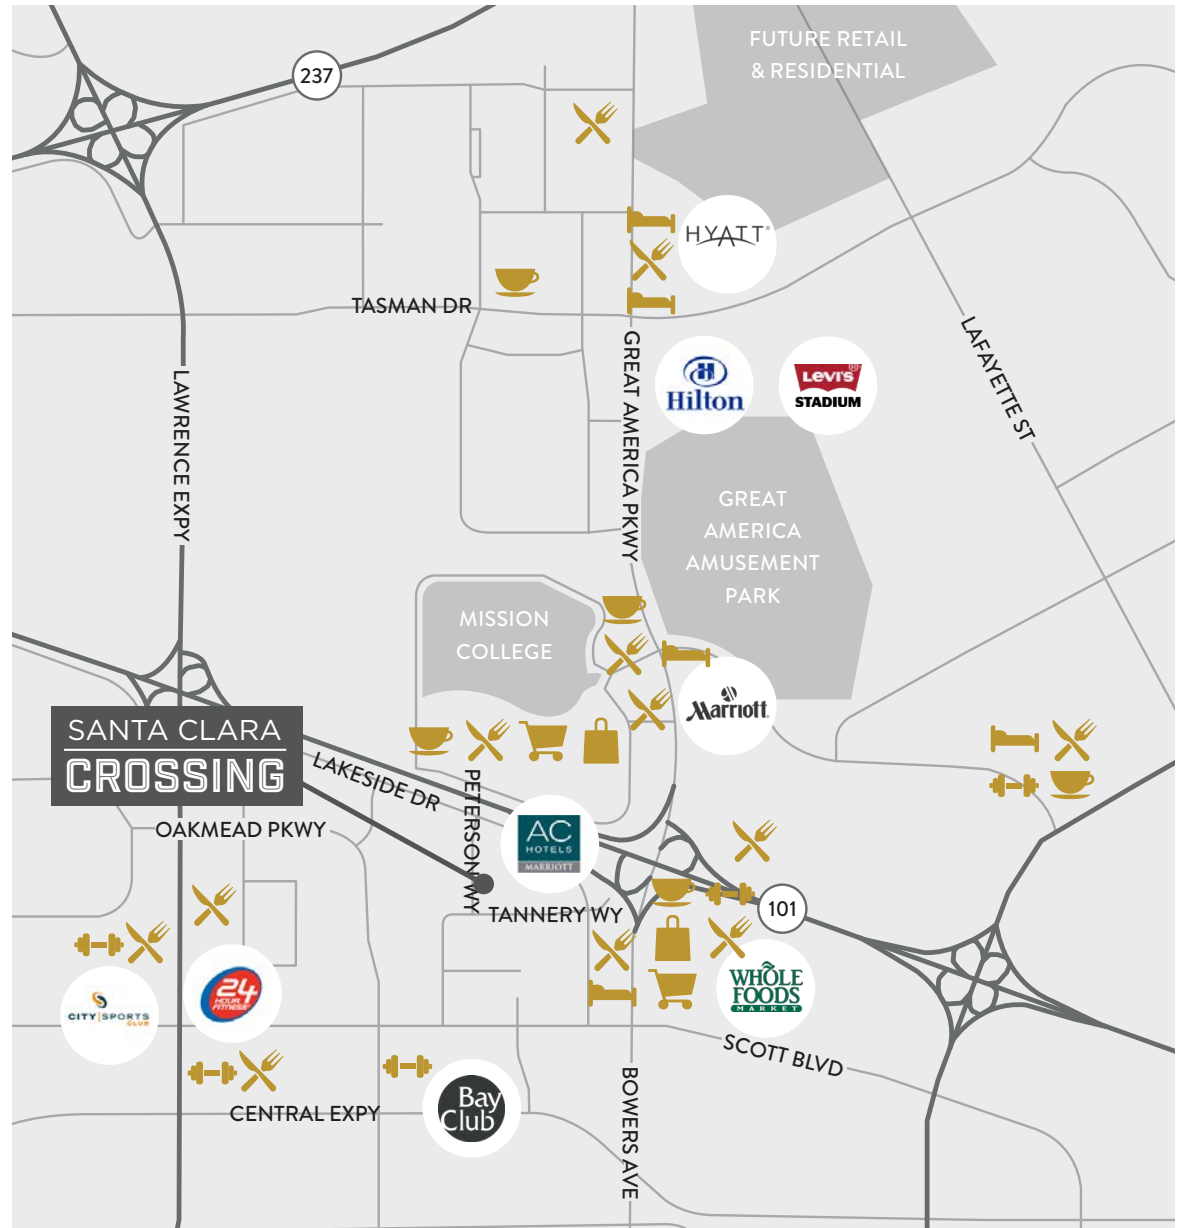 FUTURE RETAIL
& RESIDENTIAL
237
HYATT
TASMAN DR
LAWRENCE EXPY
GREAT AMERICA PKWY
LAFAYETTE ST
Hilton
LEVI'S
STADIUM
GREAT
AMERICA
AMUSEMENT
PARK
MISSION
COLLEGE
Marriott
SANTA CLARA
CROSSING
LAKESIDE DR
PETERSON WY
OAKMEAD PKWY
AC
HOTELS
MARRIOTT
TANNERY WY
101
24
HOUR
FITNESS
CITY SPORTS
CLUB
WHOLE
FOODS
MARKET
SCOTT BLVD
BOWERS AVE
CENTRAL EXPY
Bay
Club